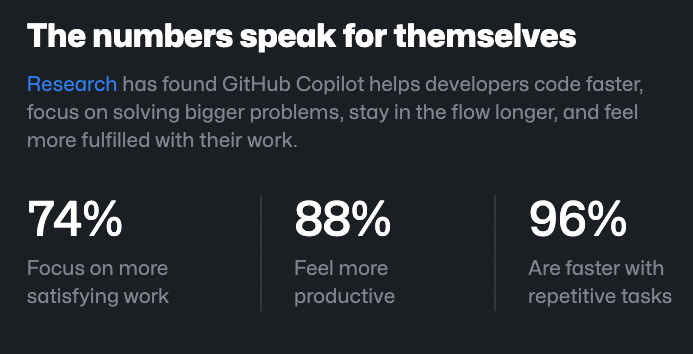 The numbers speak for themselves
Research has found GitHub Copilot helps developers code faster,
focus on solving bigger problems, stay in the flow longer, and feel
more fulfilled with their work.
74%
Focus on more
satisfying work
88%
Feel more
productive
96%
Are faster with
repetitive tasks